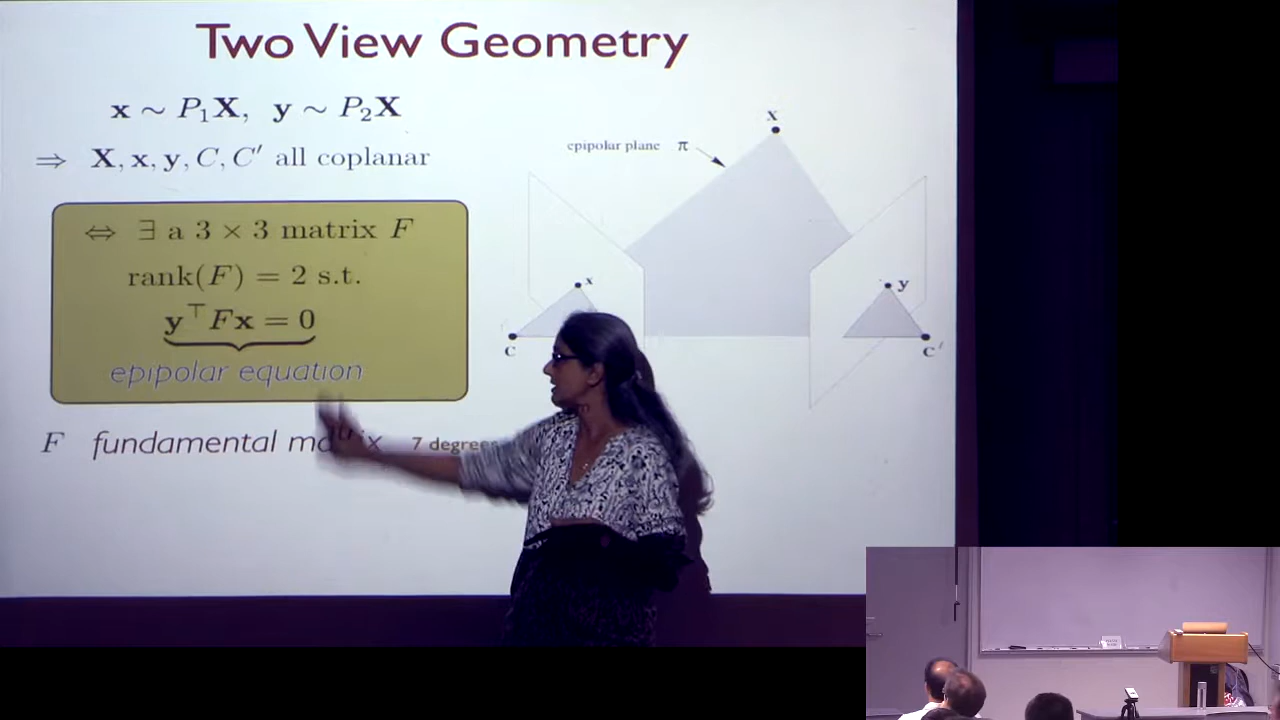 Two View Geometry
x ∼ P₁X, y ∼ P₂X
⇒ X, x, y, C, C′ all coplanar
⇔ ∃ a 3 × 3 matrix F
rank(F) = 2 s.t.
y⊤Fx = 0
epipolar equation
F fundamental matrix 7 degrees
x
epipolar plane π
x
y
C
C′